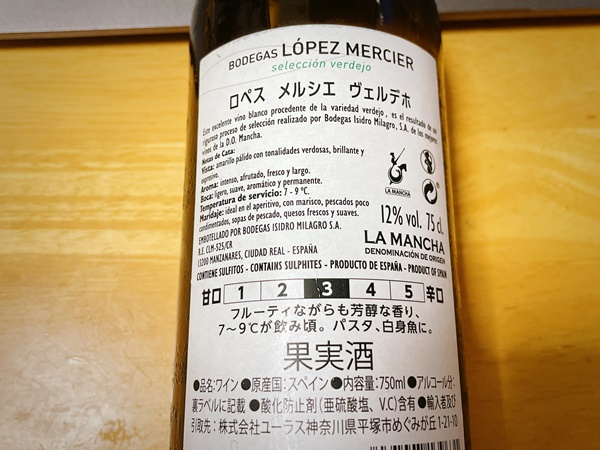 BODEGAS LÓPEZ MERCIER
selección verdejo
ロペス メルシエ ヴェルデホ
Este excelente vino blanco procedente de la variedad verdejo, es el resultado de un
riguroso proceso de selección realizado por Bodegas Isidro Milagro, S.A. de los mejores
vinos de la D.O. Mancha.
Notas de Cata:
Vista: amarillo pálido con tonalidades verdosas, brillante y
expresivo.
Aroma: intenso, afrutado, fresco y largo.
Boca: ligero, suave, aromático y permanente.
Temperatura de servicio: 7 - 9 °C.
Maridaje: ideal en el aperitivo, con marisco, pescados poco
condimentados, sopas de pescado, quesos frescos y suaves.
EMBOTELLADO POR BODEGAS ISIDRO MILAGRO S.A.
R.E. CLM-525/CR
13200 MANZANARES, CIUDAD REAL - ESPAÑA
LA MANCHA
12% vol. 75 cl.
LA MANCHA
DENOMINACIÓN DE ORIGEN
CONTIENE SULFITOS - CONTAINS SULPHITES - PRODUCTO DE ESPAÑA - PRODUCT OF SPAIN
甘口 1 2 3 4 5 辛口
フルーティながらも芳醇な香り、
7～9℃が飲み頃。パスタ、白身魚に。
果実酒
●品名:ワイン ●原産国:スペイン ●内容量:750ml ●アルコール分:
裏ラベルに記載 ●酸化防止剤(亜硫酸塩、V.C)含有 ●輸入者及び
引取先：株式会社ユーラス神奈川県平塚市めぐみが丘1-21-10